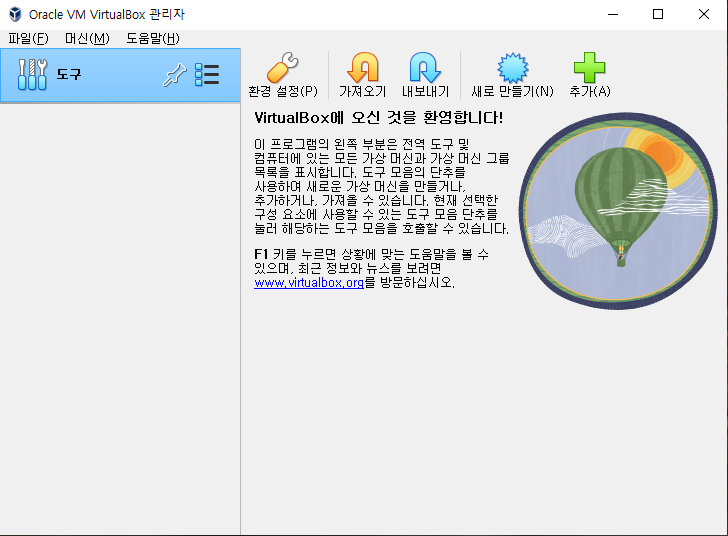 Oracle VM VirtualBox 관리자
파일(F) 머신(M) 도움말(H)
도구
환경 설정(P) 가져오기 내보내기 새로 만들기(N) 추가(A)
VirtualBox에 오신 것을 환영합니다!
이 프로그램의 왼쪽 부분은 전역 도구 및
컴퓨터에 있는 모든 가상 머신과 가상 머신 그룹
목록을 표시합니다. 도구 모음의 단추를
사용하여 새로운 가상 머신을 만들거나,
추가하거나, 가져올 수 있습니다. 현재 선택한
구성 요소에 사용할 수 있는 도구 모음 단추를
눌러 해당하는 도구 모음을 호출할 수 있습니다.
F1 키를 누르면 상황에 맞는 도움말을 볼 수
있으며, 최근 정보와 뉴스를 보려면
www.virtualbox.org를 방문하십시오.